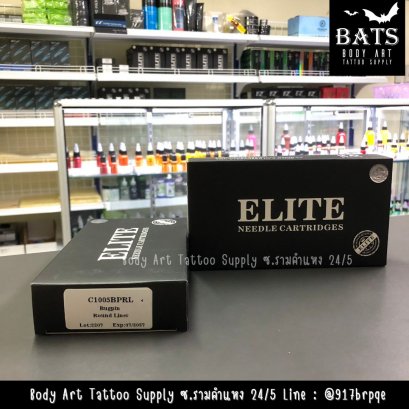 BATS
BODY ART
TATTOO SUPPLY
ELITE
NEEDLE CARTRIDGES
ELITE
NEEDLE CARTRIDGES
Body Art Tattoo Supply ซ.รามคำแหง 24/5
C1005BPRL
Bugpin
Round Liner
Body Art Tattoo Supply ซ.รามคำแหง 24/5 Line : @917brpqe